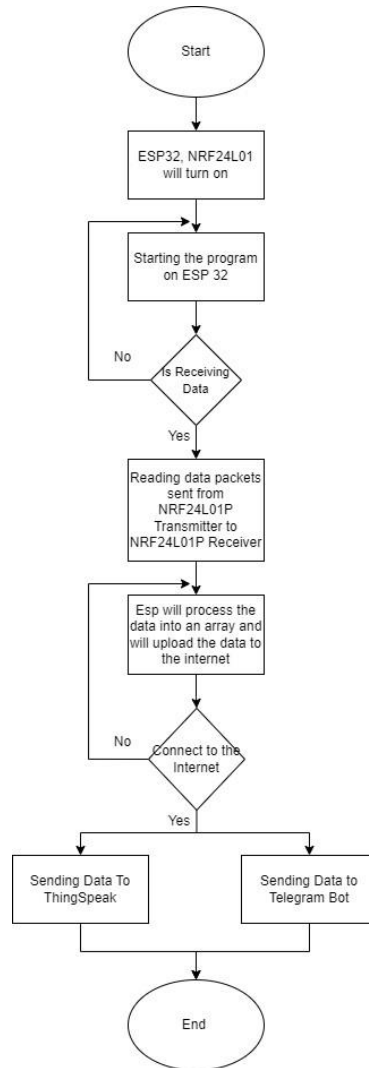 Start
ESP32, NRF24L01
will turn on
Starting the program
on ESP 32
No
Is Receiving
Data
Yes
Reading data packets
sent from
NRF24L01P
Transmitter to
NRF24L01P Receiver
Esp will process the
data into an array and
will upload the data to
the internet
No
Connect to the
Internet
Yes
Sending Data To
ThingSpeak
Sending Data to
Telegram Bot
End